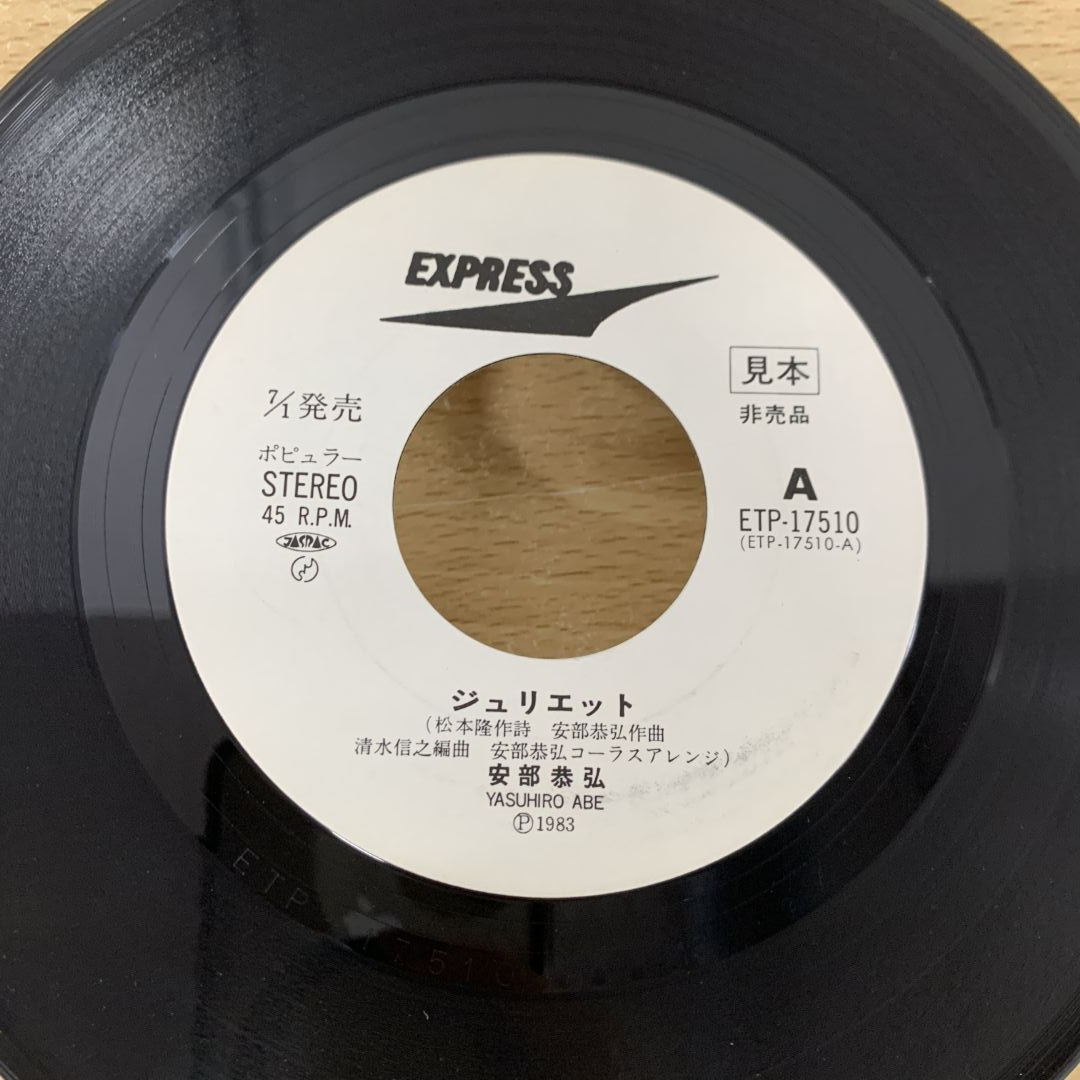 EXPRESS
7/1発売
ポピュラー
STEREO
45 R.P.M.
JASRAC
見本
非売品
A
ETP-17510
(ETP-17510-A)
ジュリエット
(松本隆作詩 安部恭弘作曲
清水信之編曲 安部恭弘コーラスアレンジ)
安部恭弘
YASUHIRO ABE
Ⓟ1983
ETP 17510